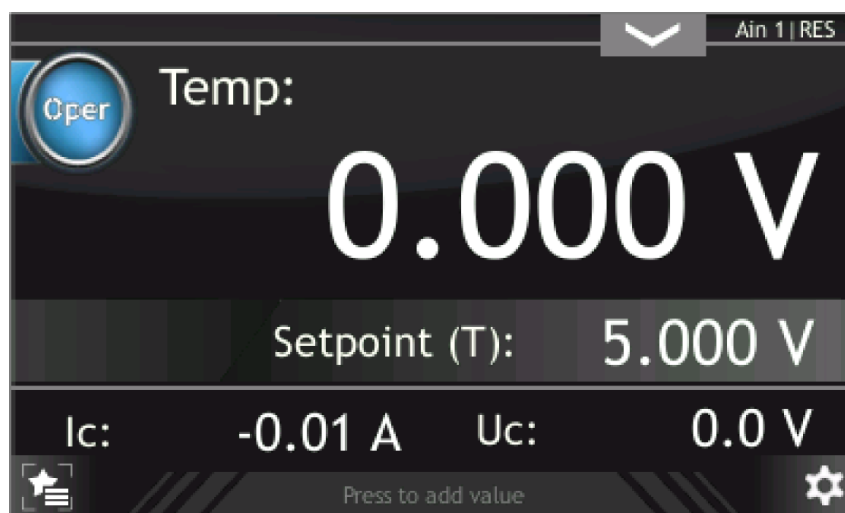 Ain 1|RES
Oper
Temp:
0.000 V
Setpoint (T): 5.000 V
Ic: -0.01 A Uc: 0.0 V
Press to add value